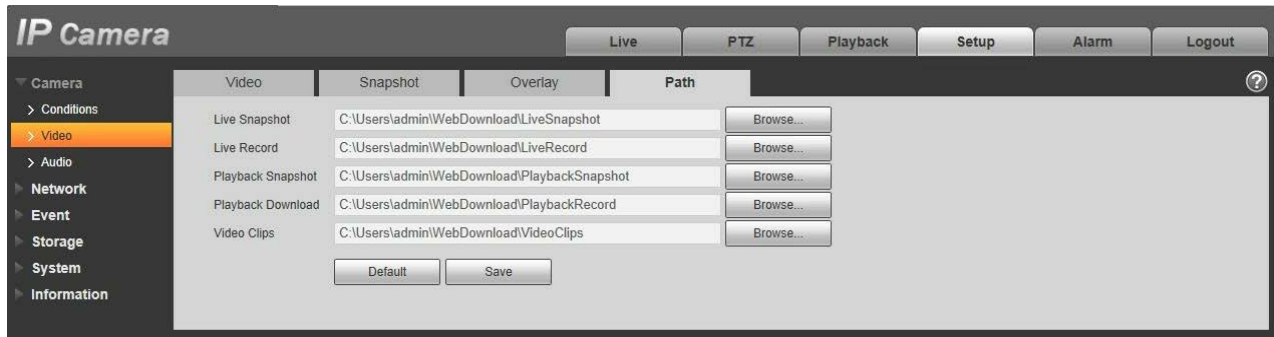 IP Camera
Live PTZ Playback Setup Alarm Logout
Camera
Conditions
Video
Audio
Network
Event
Storage
System
Information
Video Snapshot Overlay Path ?
Live Snapshot C:\Users\admin\WebDownload\LiveSnapshot Browse...
Live Record C:\Users\admin\WebDownload\LiveRecord Browse...
Playback Snapshot C:\Users\admin\WebDownload\PlaybackSnapshot Browse...
Playback Download C:\Users\admin\WebDownload\PlaybackRecord Browse...
Video Clips C:\Users\admin\WebDownload\VideoClips Browse...
Default Save